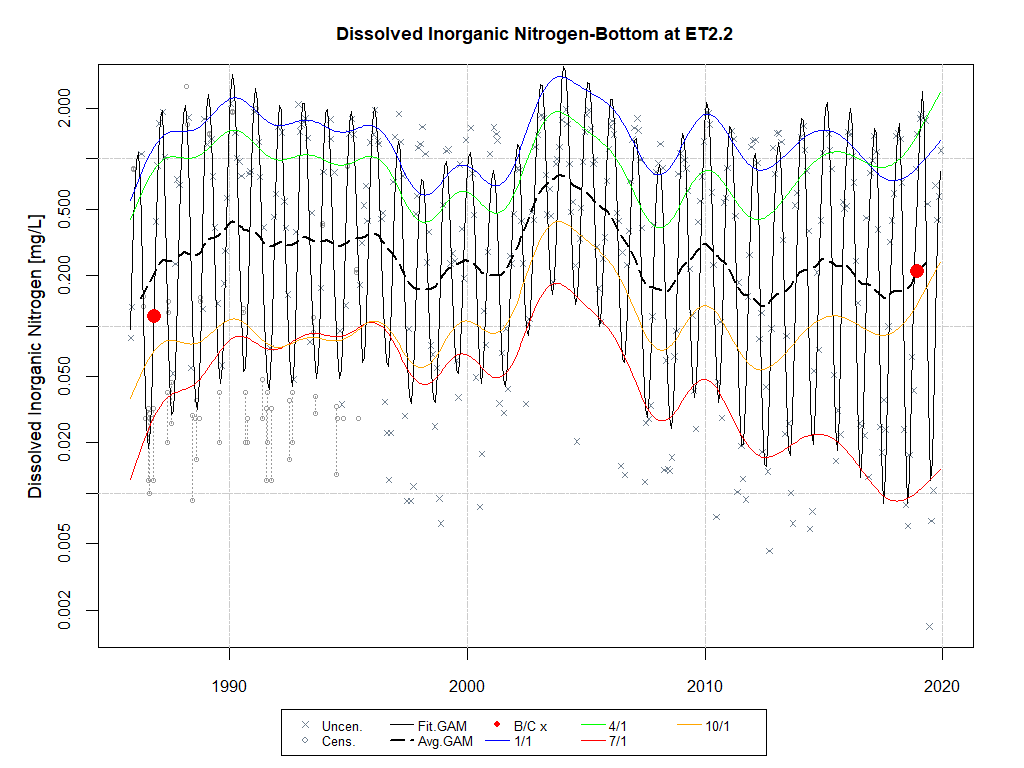 Dissolved Inorganic Nitrogen-Bottom at ET2.2
Dissolved Inorganic Nitrogen [mg/L]
2.000
0.500
0.200
0.050
0.020
0.005
0.002
1990 2000 2010 2020
Uncen. Fit.GAM B/C x 4/1 10/1
Cens. Avg.GAM 1/1 7/1